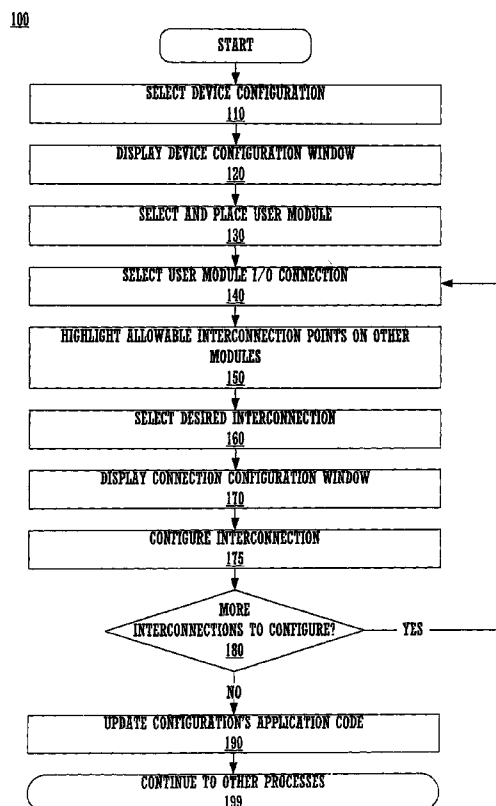 100
START
SELECT DEVICE CONFIGURATION
110
DISPLAY DEVICE CONFIGURATION WINDOW
120
SELECT AND PLACE USER MODULE
130
SELECT USER MODULE I/O CONNECTION
140
HIGHLIGHT ALLOWABLE INTERCONNECTION POINTS ON OTHER
MODULES
150
SELECT DESIRED INTERCONNECTION
160
DISPLAY CONNECTION CONFIGURATION WINDOW
170
CONFIGURE INTERCONNECTION
175
MORE
INTERCONNECTIONS TO CONFIGURE?
180
YES
NO
UPDATE CONFIGURATION'S APPLICATION CODE
190
CONTINUE TO OTHER PROCESSES
199